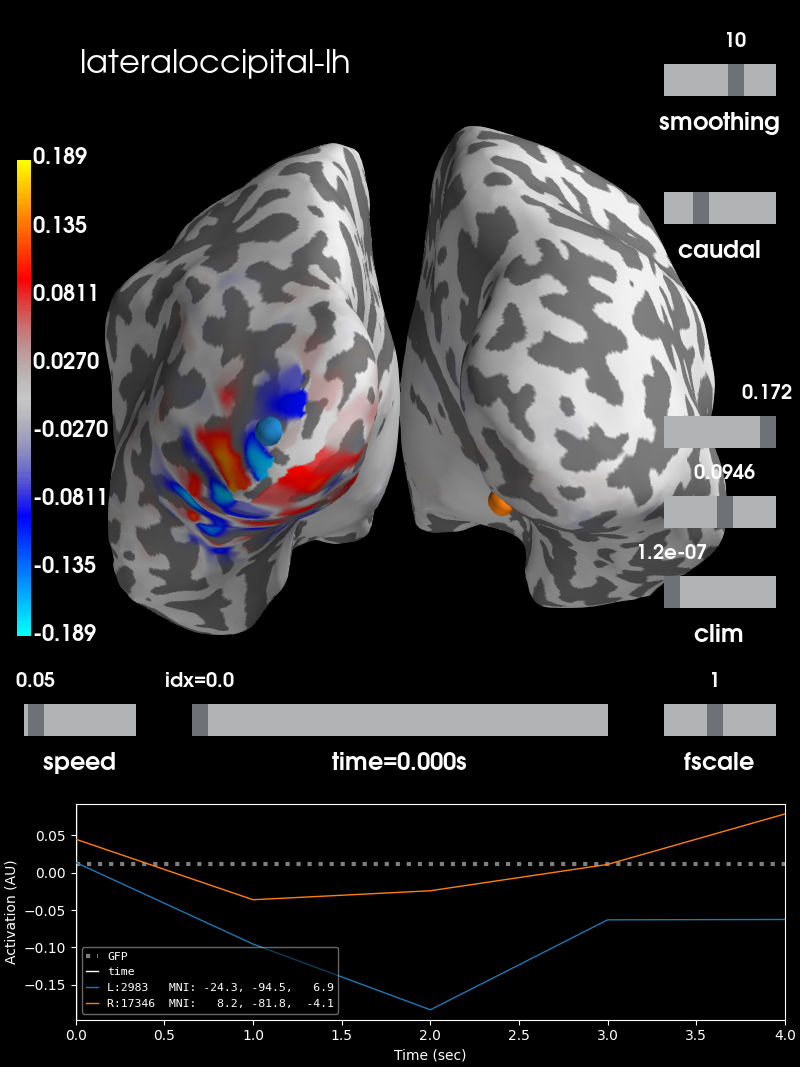 lateraloccipital-lh
10
smoothing
caudal
0.189
0.135
0.0811
0.0270
-0.0270
-0.0811
-0.135
-0.189
0.172
0.0946
1.2e-07
clim
0.05
speed
idx=0.0
time=0.000s
1
fscale
Activation (AU)
0.05
0.00
−0.05
−0.10
−0.15
GFP
time
L:2983 MNI: -24.3, -94.5, 6.9
R:17346 MNI: 8.2, -81.8, -4.1
0.0 0.5 1.0 1.5 2.0 2.5 3.0 3.5 4.0
Time (sec)